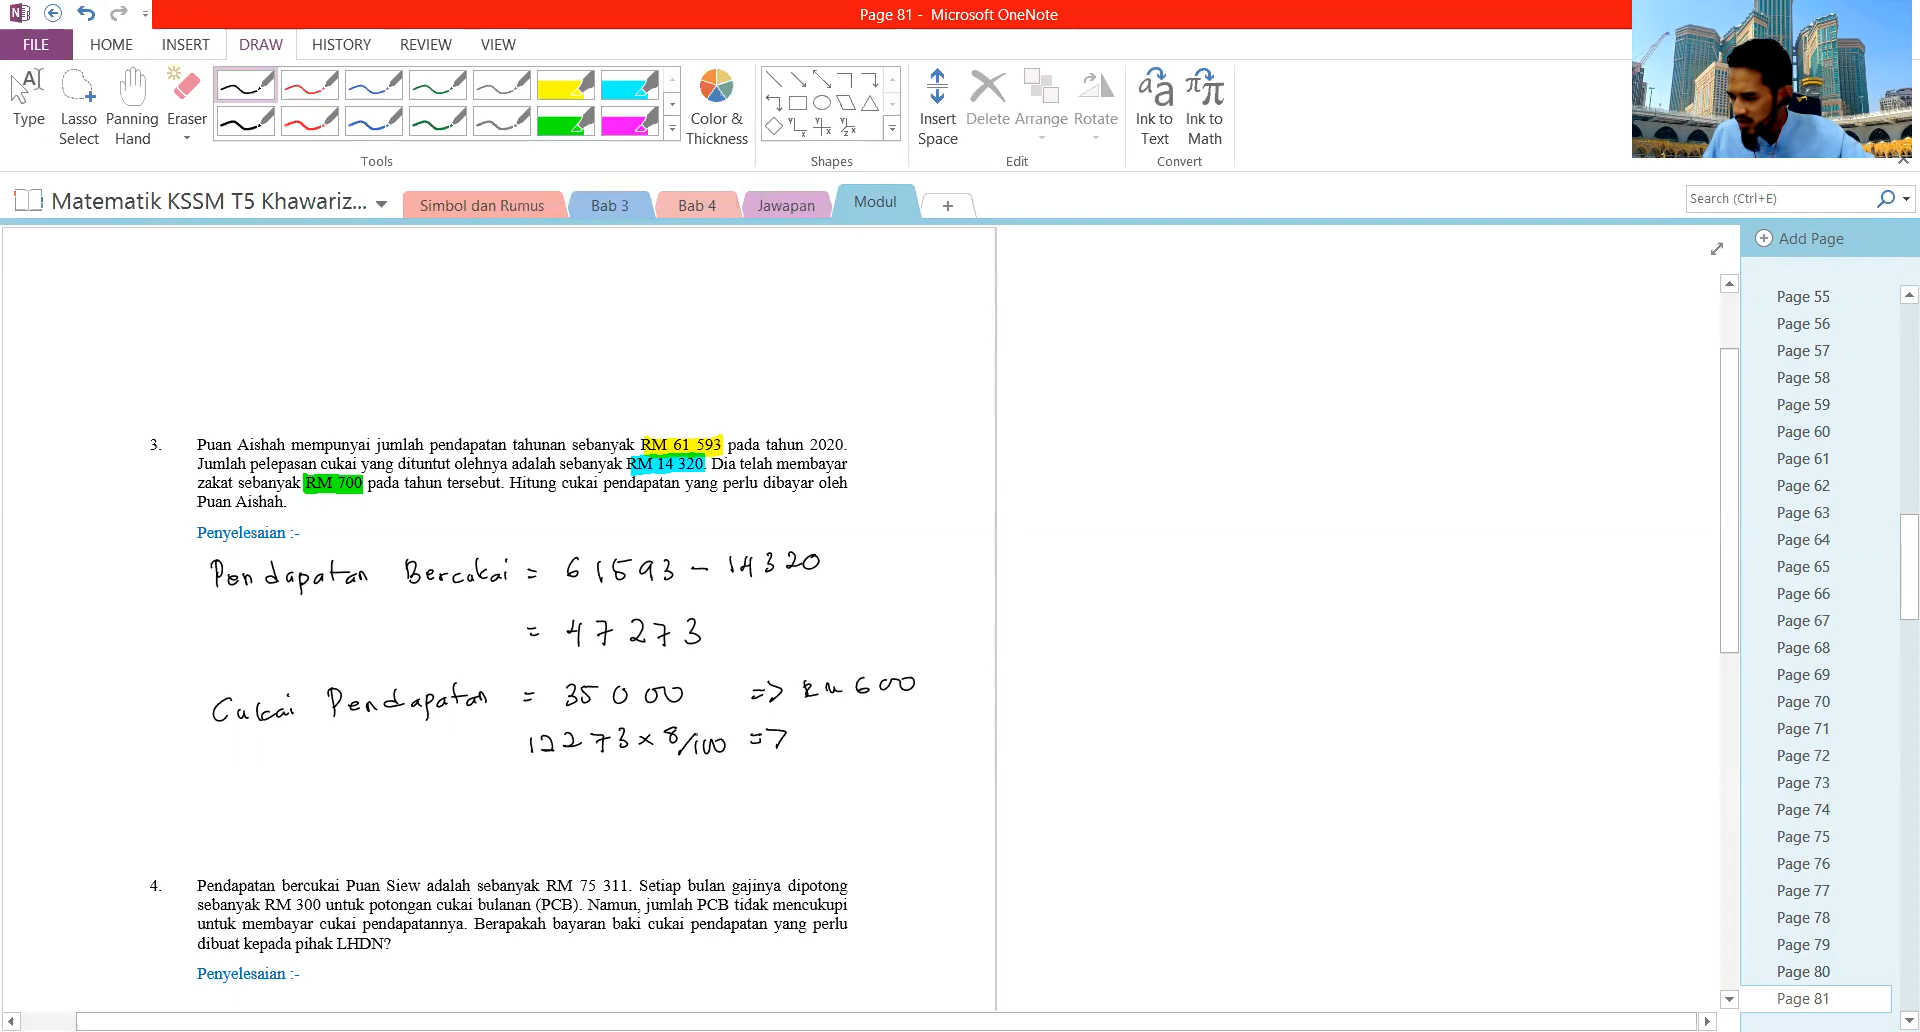 Page 81 - Microsoft OneNote
FILE HOME INSERT DRAW HISTORY REVIEW VIEW
Type
Lasso Select
Panning Hand
Eraser
Color & Thickness
Insert Space
Delete Arrange Rotate
Ink to Text
Ink to Math
Tools Shapes Edit Convert
Matematik KSSM T5 Khawariz...
Simbol dan Rumus Bab 3 Bab 4 Jawapan Modul +
Search (Ctrl+E)
3. Puan Aishah mempunyai jumlah pendapatan tahunan sebanyak RM 61 593 pada tahun 2020.
Jumlah pelepasan cukai yang dituntut olehnya adalah sebanyak RM 14 320. Dia telah membayar
zakat sebanyak RM 700 pada tahun tersebut. Hitung cukai pendapatan yang perlu dibayar oleh
Puan Aishah.
Penyelesaian :-
Pendapatan Bercukai = 61593 - 14320
= 47273
Cukai Pendapatan = 35000 => RM 600
12273 × 8/100 =>
4. Pendapatan bercukai Puan Siew adalah sebanyak RM 75 311. Setiap bulan gajinya dipotong
sebanyak RM 300 untuk potongan cukai bulanan (PCB). Namun, jumlah PCB tidak mencukupi
untuk membayar cukai pendapatannya. Berapakah bayaran baki cukai pendapatan yang perlu
dibuat kepada pihak LHDN?
Penyelesaian :-
Add Page
Page 55
Page 56
Page 57
Page 58
Page 59
Page 60
Page 61
Page 62
Page 63
Page 64
Page 65
Page 66
Page 67
Page 68
Page 69
Page 70
Page 71
Page 72
Page 73
Page 74
Page 75
Page 76
Page 77
Page 78
Page 79
Page 80
Page 81